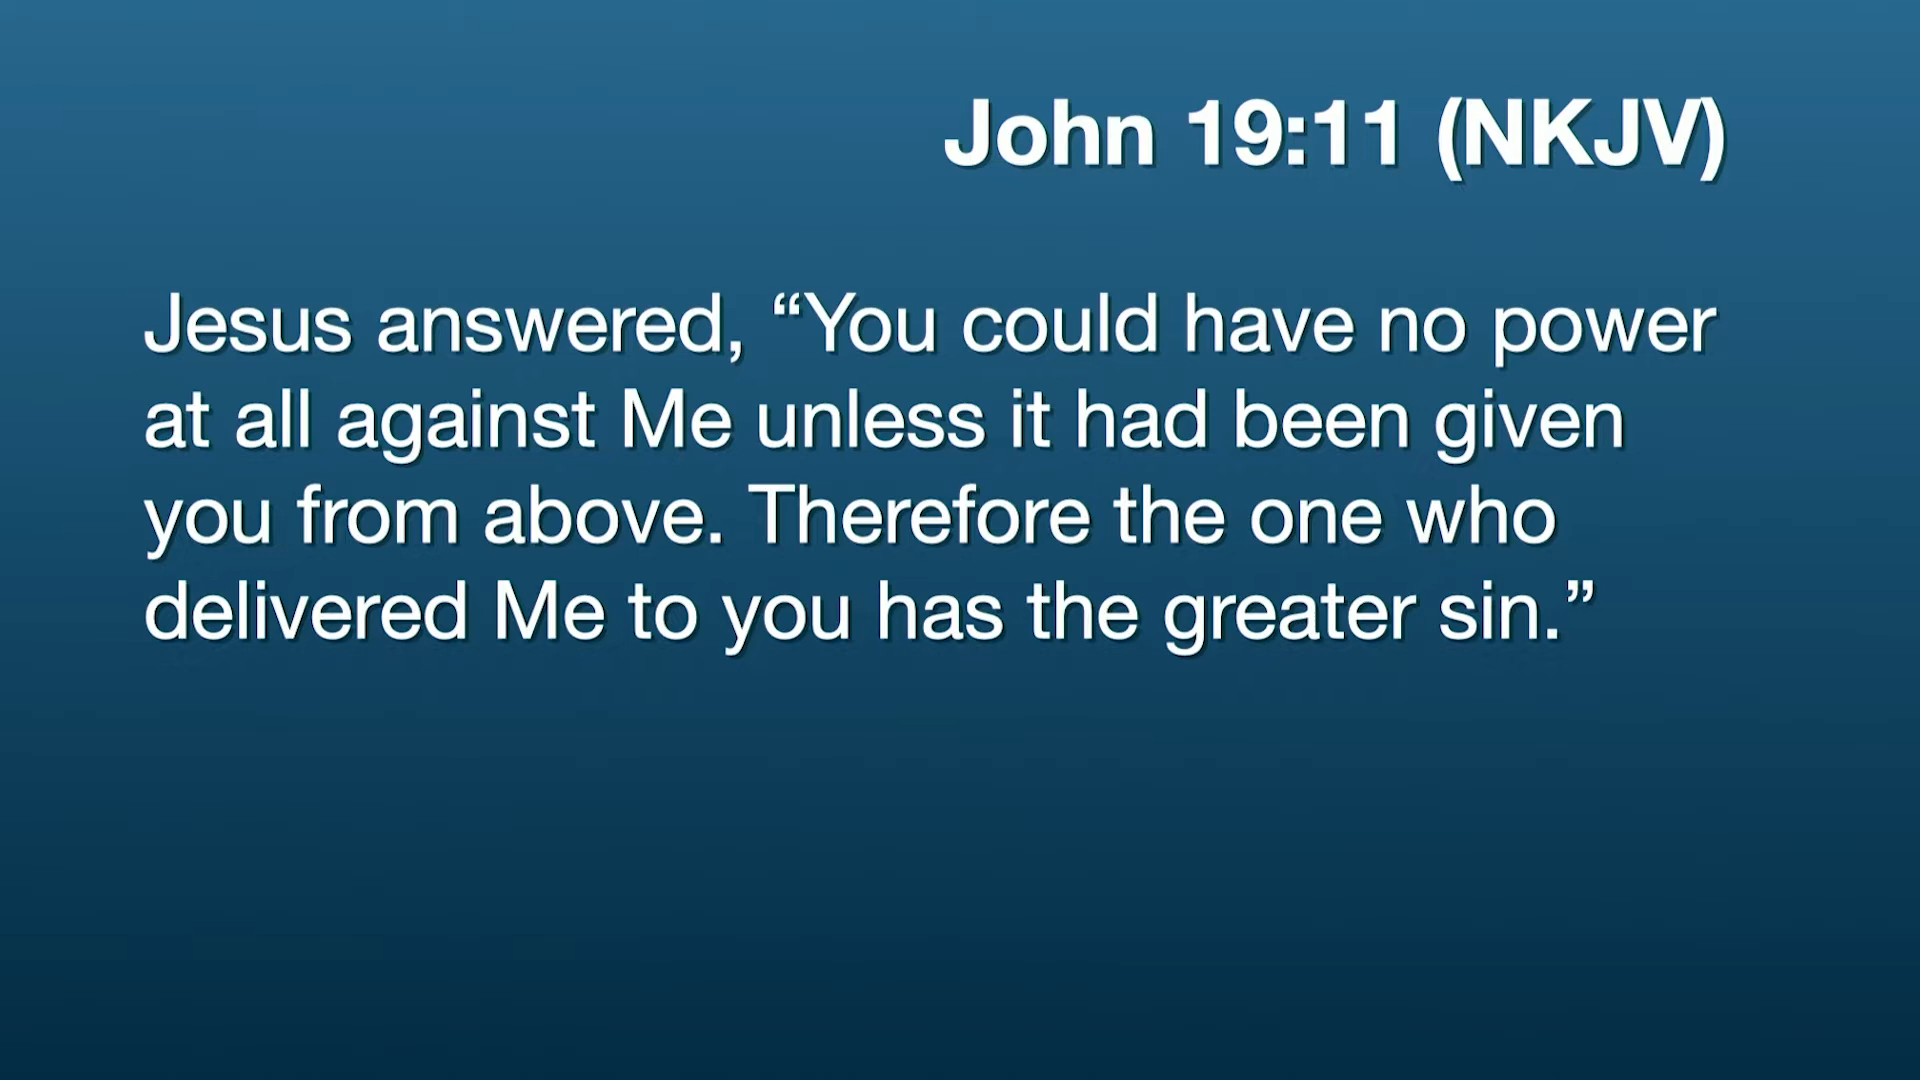 John 19:11 (NKJV)
Jesus answered, “You could have no power
at all against Me unless it had been given
you from above. Therefore the one who
delivered Me to you has the greater sin.”